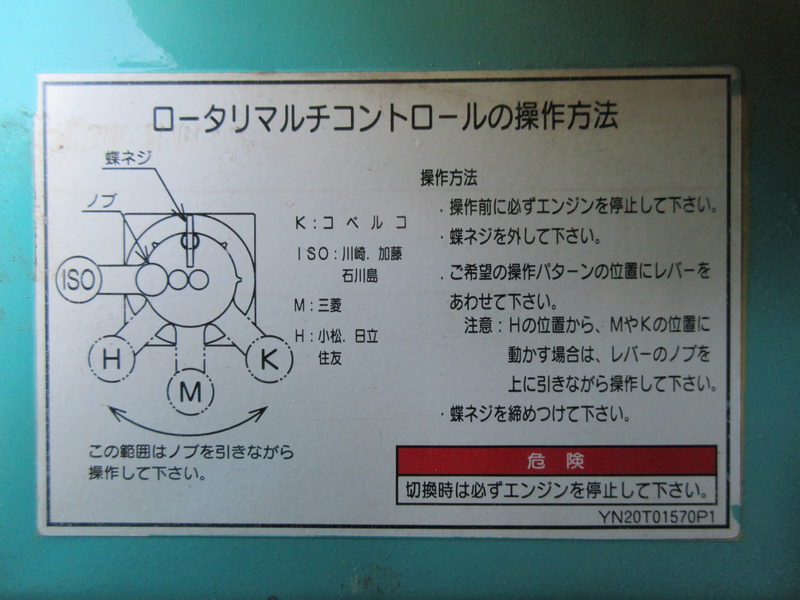 ロータリマルチコントロールの操作方法
蝶ネジ
ノブ
ISO
H
M
K
この範囲はノブを引きながら
操作して下さい。
K：コベルコ
ISO：川崎．加藤
石川島
M：三菱
H：小松．日立
住友
操作方法
・操作前に必ずエンジンを停止して下さい。
・蝶ネジを外して下さい。
・ご希望の操作パターンの位置にレバーを
あわせて下さい。
注意：Hの位置から、MやKの位置に
動かす場合は、レバーのノブを
上に引きながら操作して下さい。
・蝶ネジを締めつけて下さい。
危険
切換時は必ずエンジンを停止して下さい。
YN20T01570P1